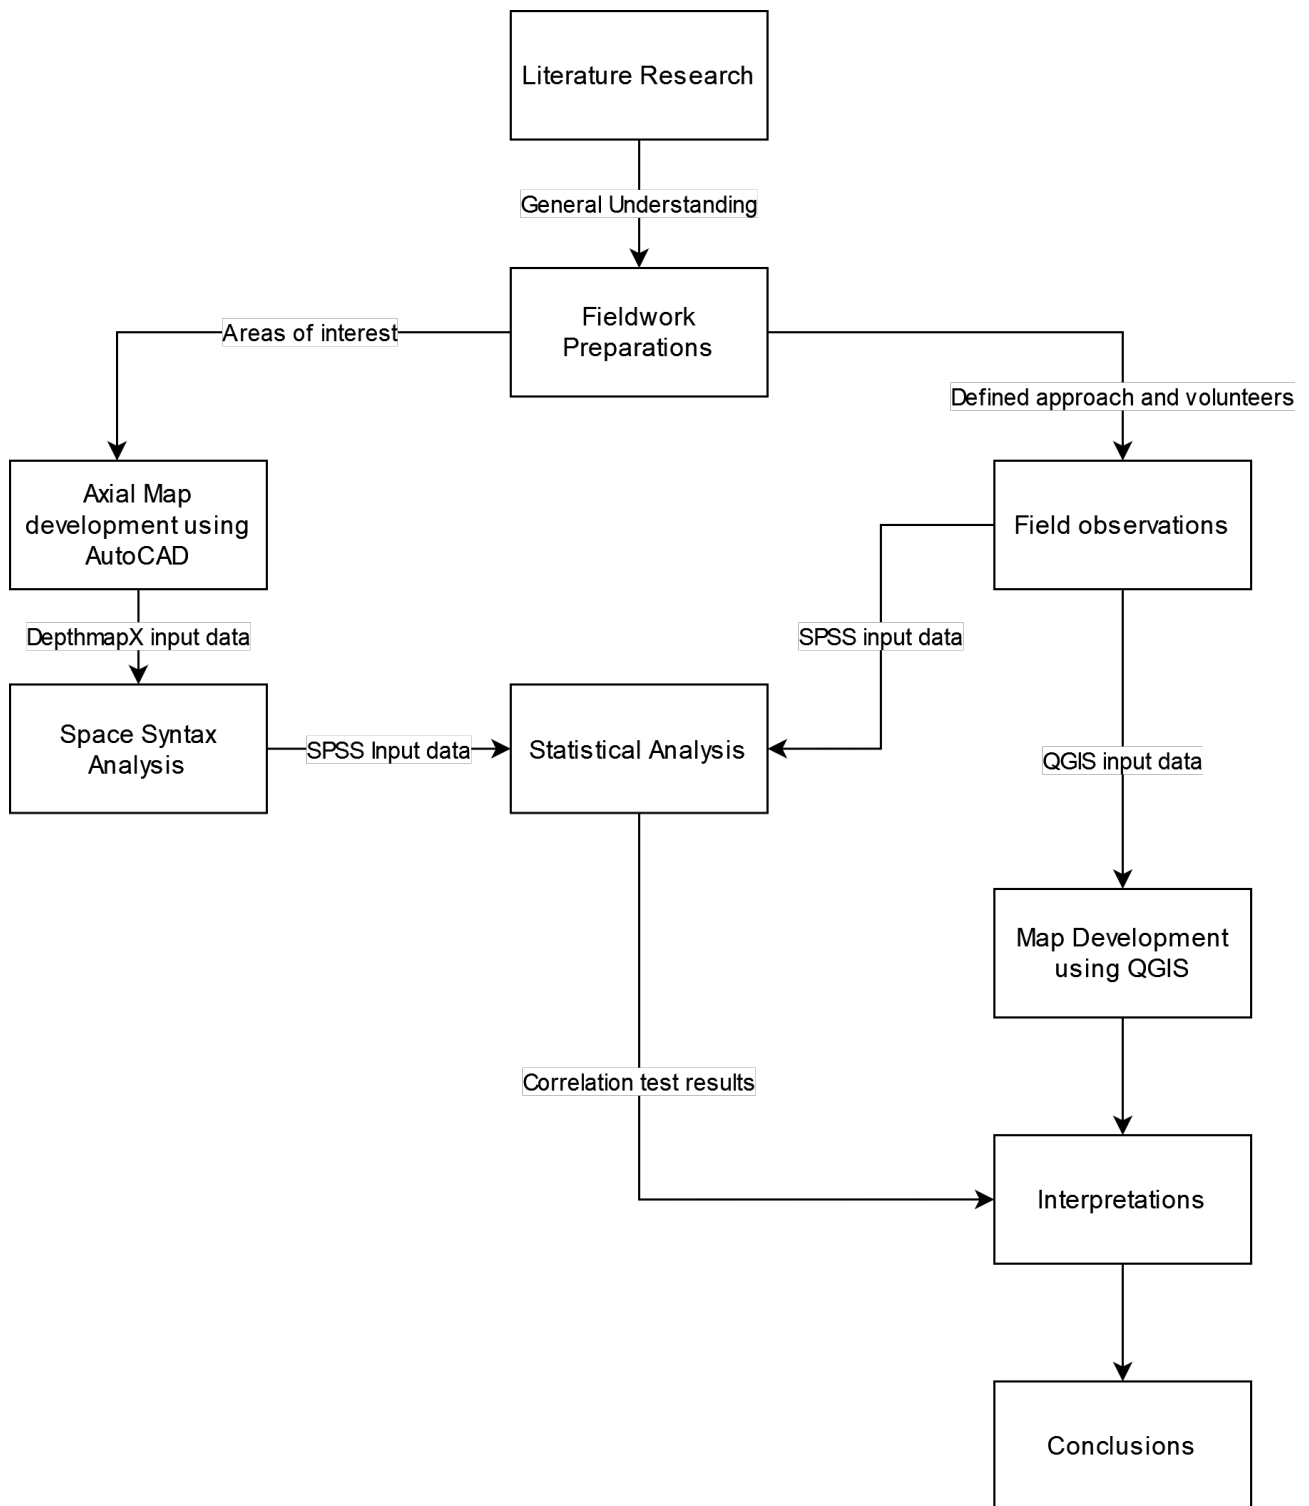 Literature Research
General Understanding
Fieldwork
Preparations
Areas of interest
Defined approach and volunteers
Axial Map
development using
AutoCAD
Field observations
DepthmapX input data
SPSS input data
Space Syntax
Analysis
SPSS Input data
Statistical Analysis
QGIS input data
Map Development
using QGIS
Correlation test results
Interpretations
Conclusions